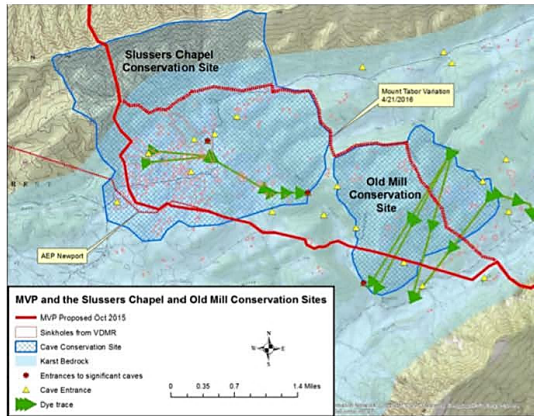 Slussers Chapel
Conservation Site
Mount Tabor Variation
4/21/2016
Old Mill
Conservation
Site
AEP Newport
MVP and the Slussers Chapel and Old Mill Conservation Sites
MVP Proposed Oct 2015
Sinkholes from VDMR
Cave Conservation Site
Karst Bedrock
Entrances to significant caves
Cave Entrance
Dye trace
N
W
E
S
0 0.35 0.7 1.4 Miles